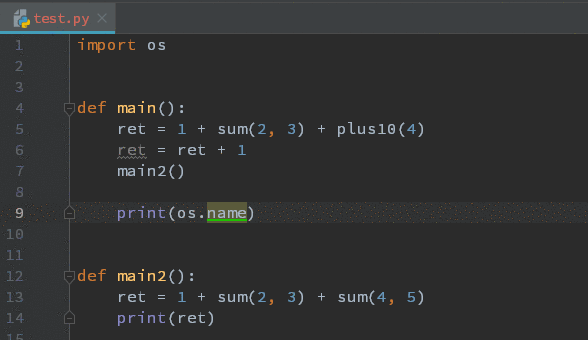 test.py
1 import os
2
3
4 def main():
5     ret = 1 + sum(2, 3) + plus10(4)
6     ret = ret + 1
7     main2()
8
9     print(os.name)
10
11
12 def main2():
13     ret = 1 + sum(2, 3) + sum(4, 5)
14     print(ret)
15